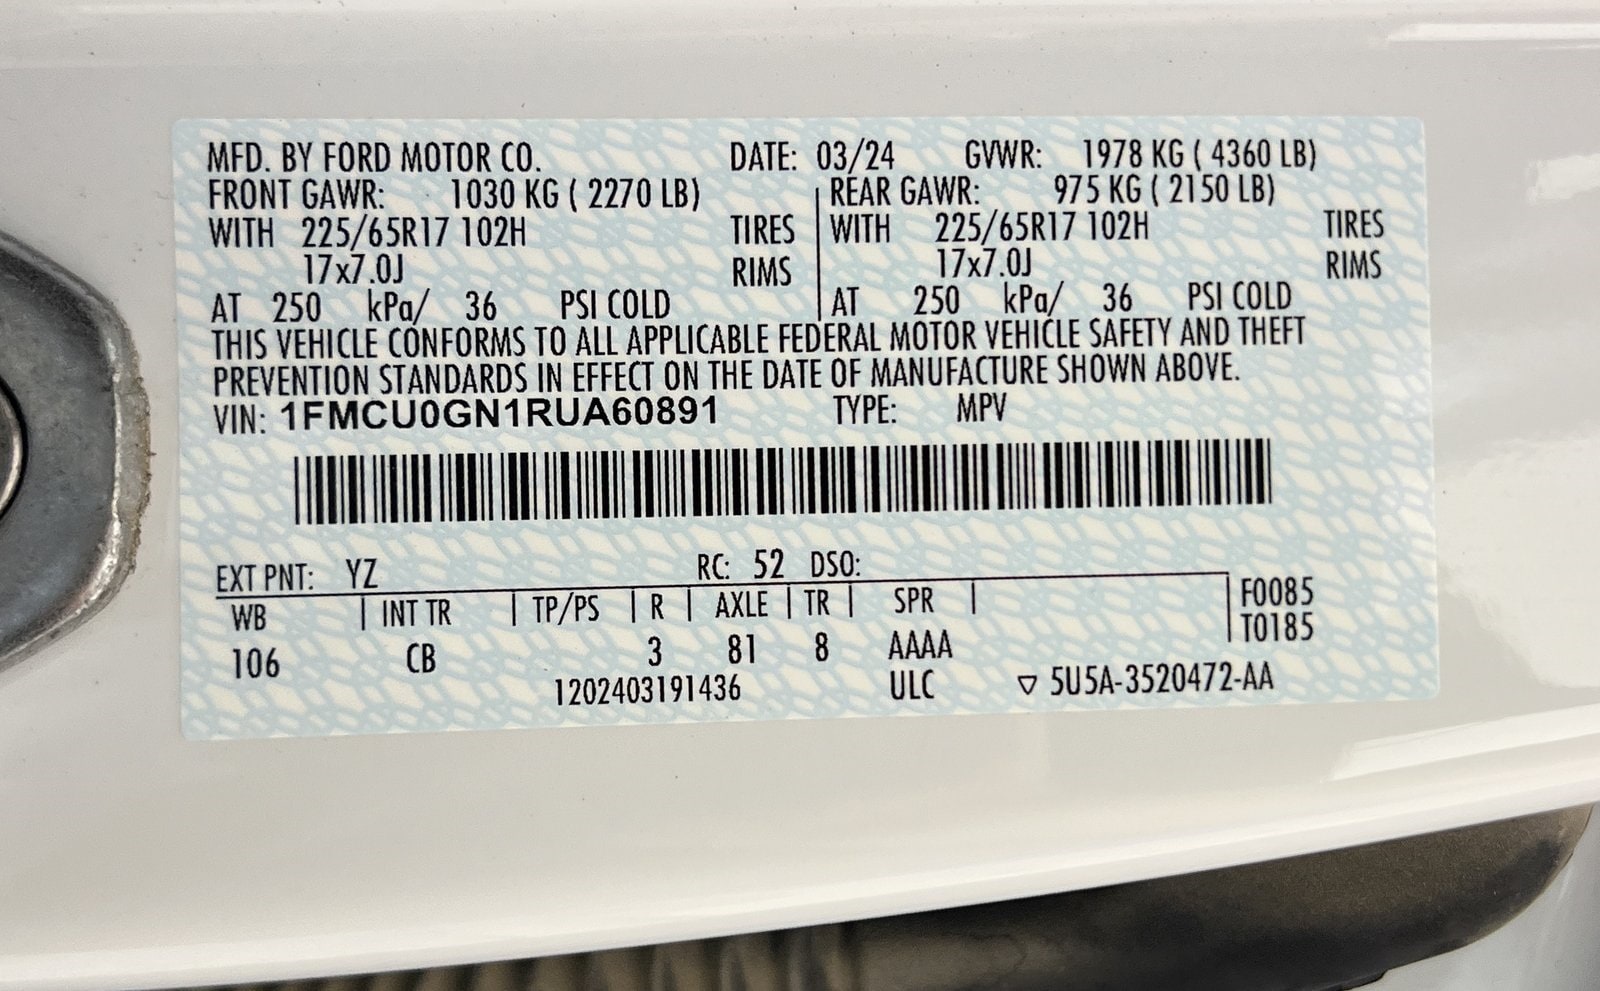 MFD. BY FORD MOTOR CO. DATE: 03/24 GVWR: 1978 KG ( 4360 LB)
FRONT GAWR: 1030 KG ( 2270 LB) REAR GAWR: 975 KG ( 2150 LB)
WITH 225/65R17 102H TIRES WITH 225/65R17 102H TIRES
17x7.0J RIMS 17x7.0J RIMS
AT 250 kPa/ 36 PSI COLD AT 250 kPa/ 36 PSI COLD
THIS VEHICLE CONFORMS TO ALL APPLICABLE FEDERAL MOTOR VEHICLE SAFETY AND THEFT
PREVENTION STANDARDS IN EFFECT ON THE DATE OF MANUFACTURE SHOWN ABOVE.
VIN: 1FMCU0GN1RUA60891 TYPE: MPV
EXT PNT: YZ RC: 52 DSO:
WB INT TR TP/PS R AXLE TR SPR F0085
T0185
106 CB 3 81 8 AAAA
1202403191436 ULC ▽ 5U5A-3520472-AA